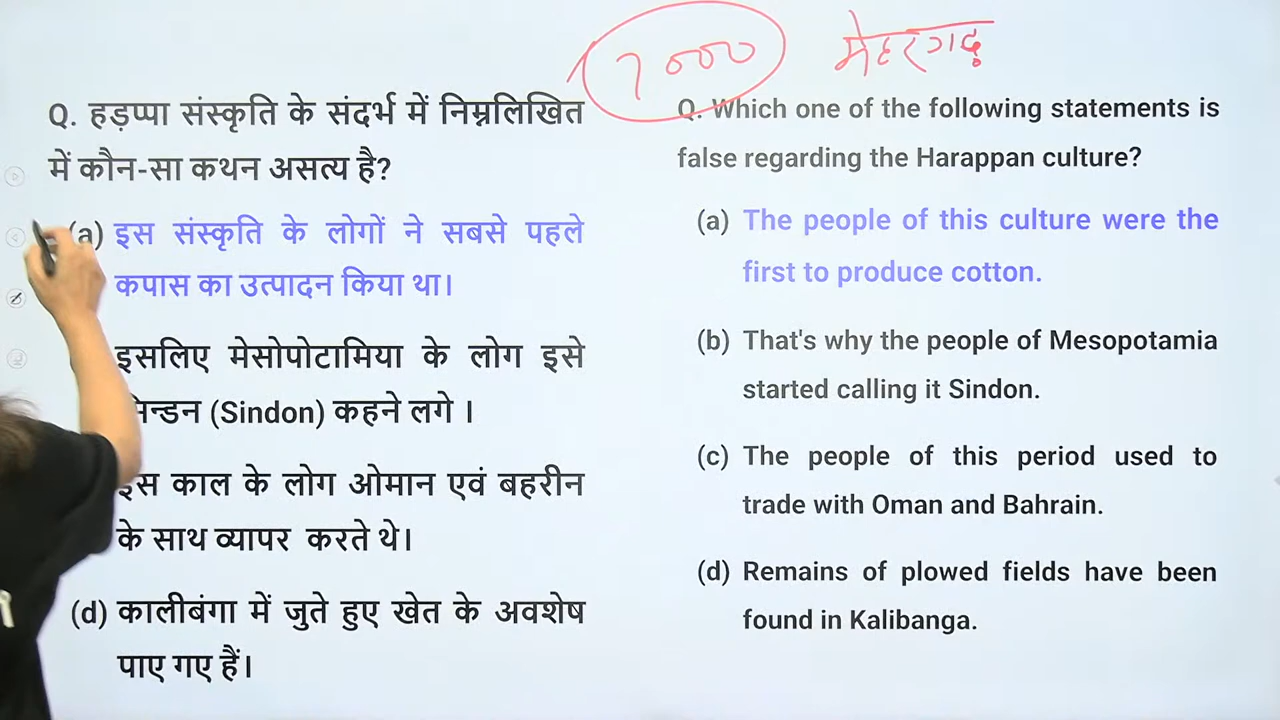 7000 मेहरगढ़
Q. हड़प्पा संस्कृति के संदर्भ में निम्नलिखित
में कौन-सा कथन असत्य है?
(a) इस संस्कृति के लोगों ने सबसे पहले
कपास का उत्पादन किया था।
इसलिए मेसोपोटामिया के लोग इसे
सिन्डन (Sindon) कहने लगे ।
इस काल के लोग ओमान एवं बहरीन
के साथ व्यापर करते थे।
(d) कालीबंगा में जुते हुए खेत के अवशेष
पाए गए हैं।
Q. Which one of the following statements is
false regarding the Harappan culture?
(a) The people of this culture were the
first to produce cotton.
(b) That's why the people of Mesopotamia
started calling it Sindon.
(c) The people of this period used to
trade with Oman and Bahrain.
(d) Remains of plowed fields have been
found in Kalibanga.